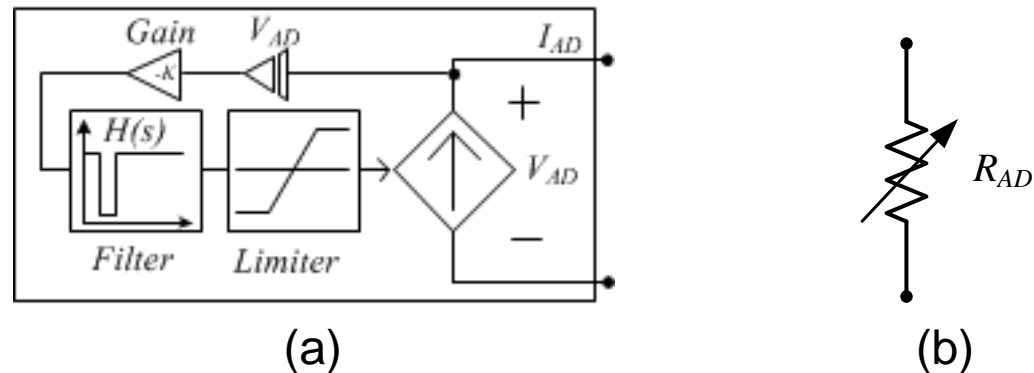 Gain
V_AD
I_AD
-K
H(s)
+
V_AD
−
Filter
Limiter
R_AD
(a)
(b)